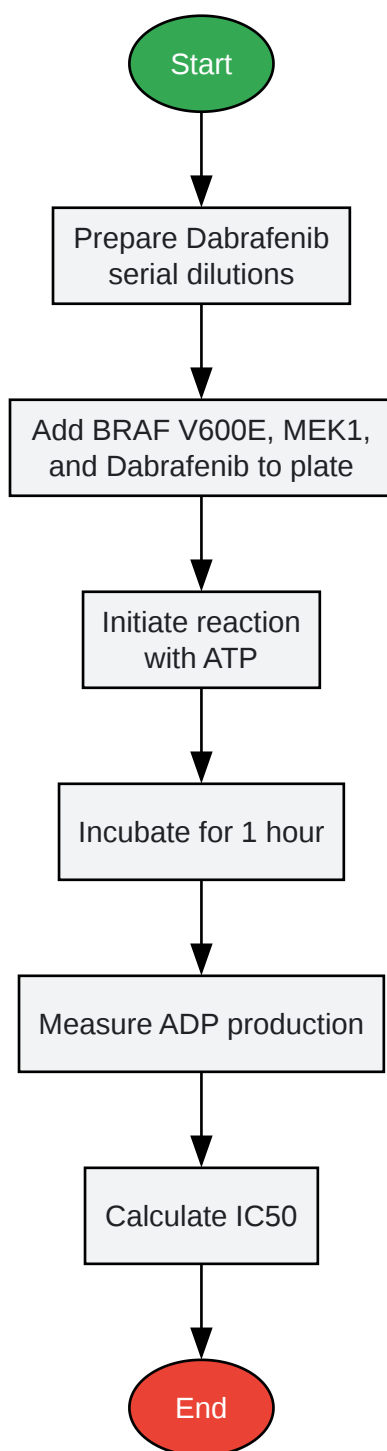 Start
Prepare Dabrafenib
serial dilutions
Add BRAF V600E, MEK1,
and Dabrafenib to plate
Initiate reaction
with ATP
Incubate for 1 hour
Measure ADP production
Calculate IC50
End